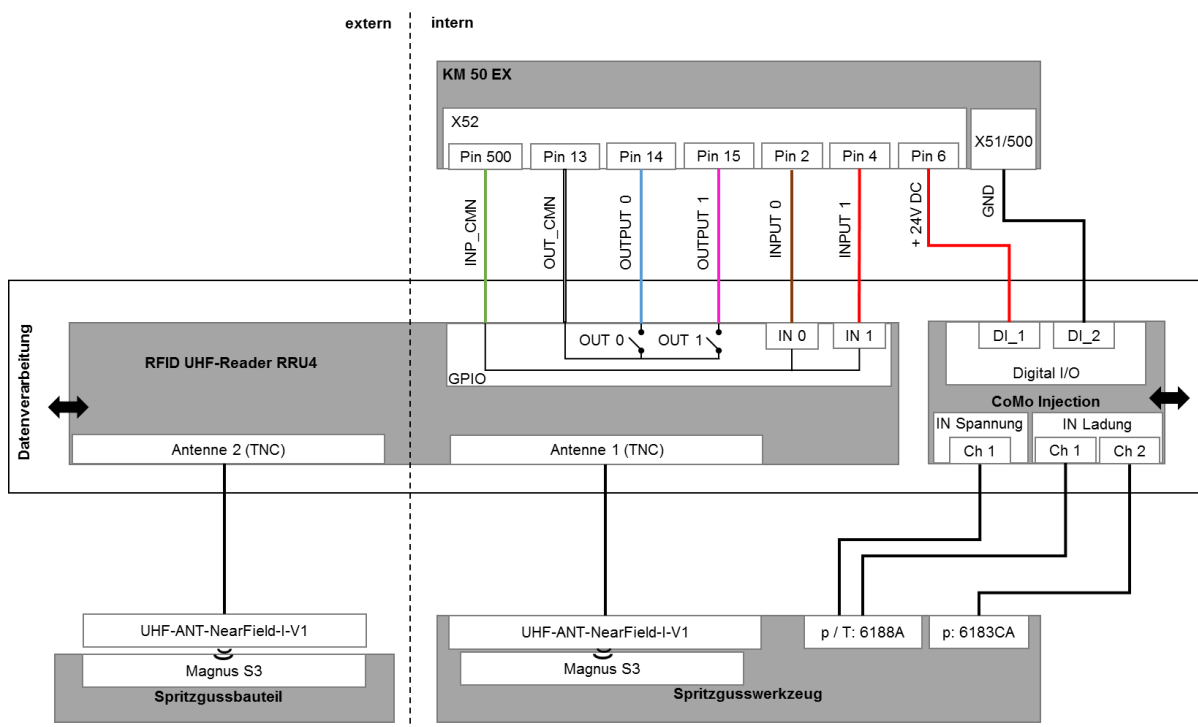 extern
intern
KM 50 EX
X52
X51/500
Pin 500
Pin 13
Pin 14
Pin 15
Pin 2
Pin 4
Pin 6
INP_CMN
OUT_CMN
OUTPUT 0
OUTPUT 1
INPUT 0
INPUT 1
+ 24V DC
GND
Datenverarbeitung
RFID UHF-Reader RRU4
OUT 0
OUT 1
IN 0
IN 1
GPIO
DI_1
DI_2
Digital I/O
CoMo Injection
IN Spannung
IN Ladung
Ch 1
Ch 1
Ch 2
Antenne 2 (TNC)
Antenne 1 (TNC)
UHF-ANT-NearField-I-V1
Magnus S3
Spritzgussbauteil
UHF-ANT-NearField-I-V1
Magnus S3
p / T: 6188A
p: 6183CA
Spritzgusswerkzeug